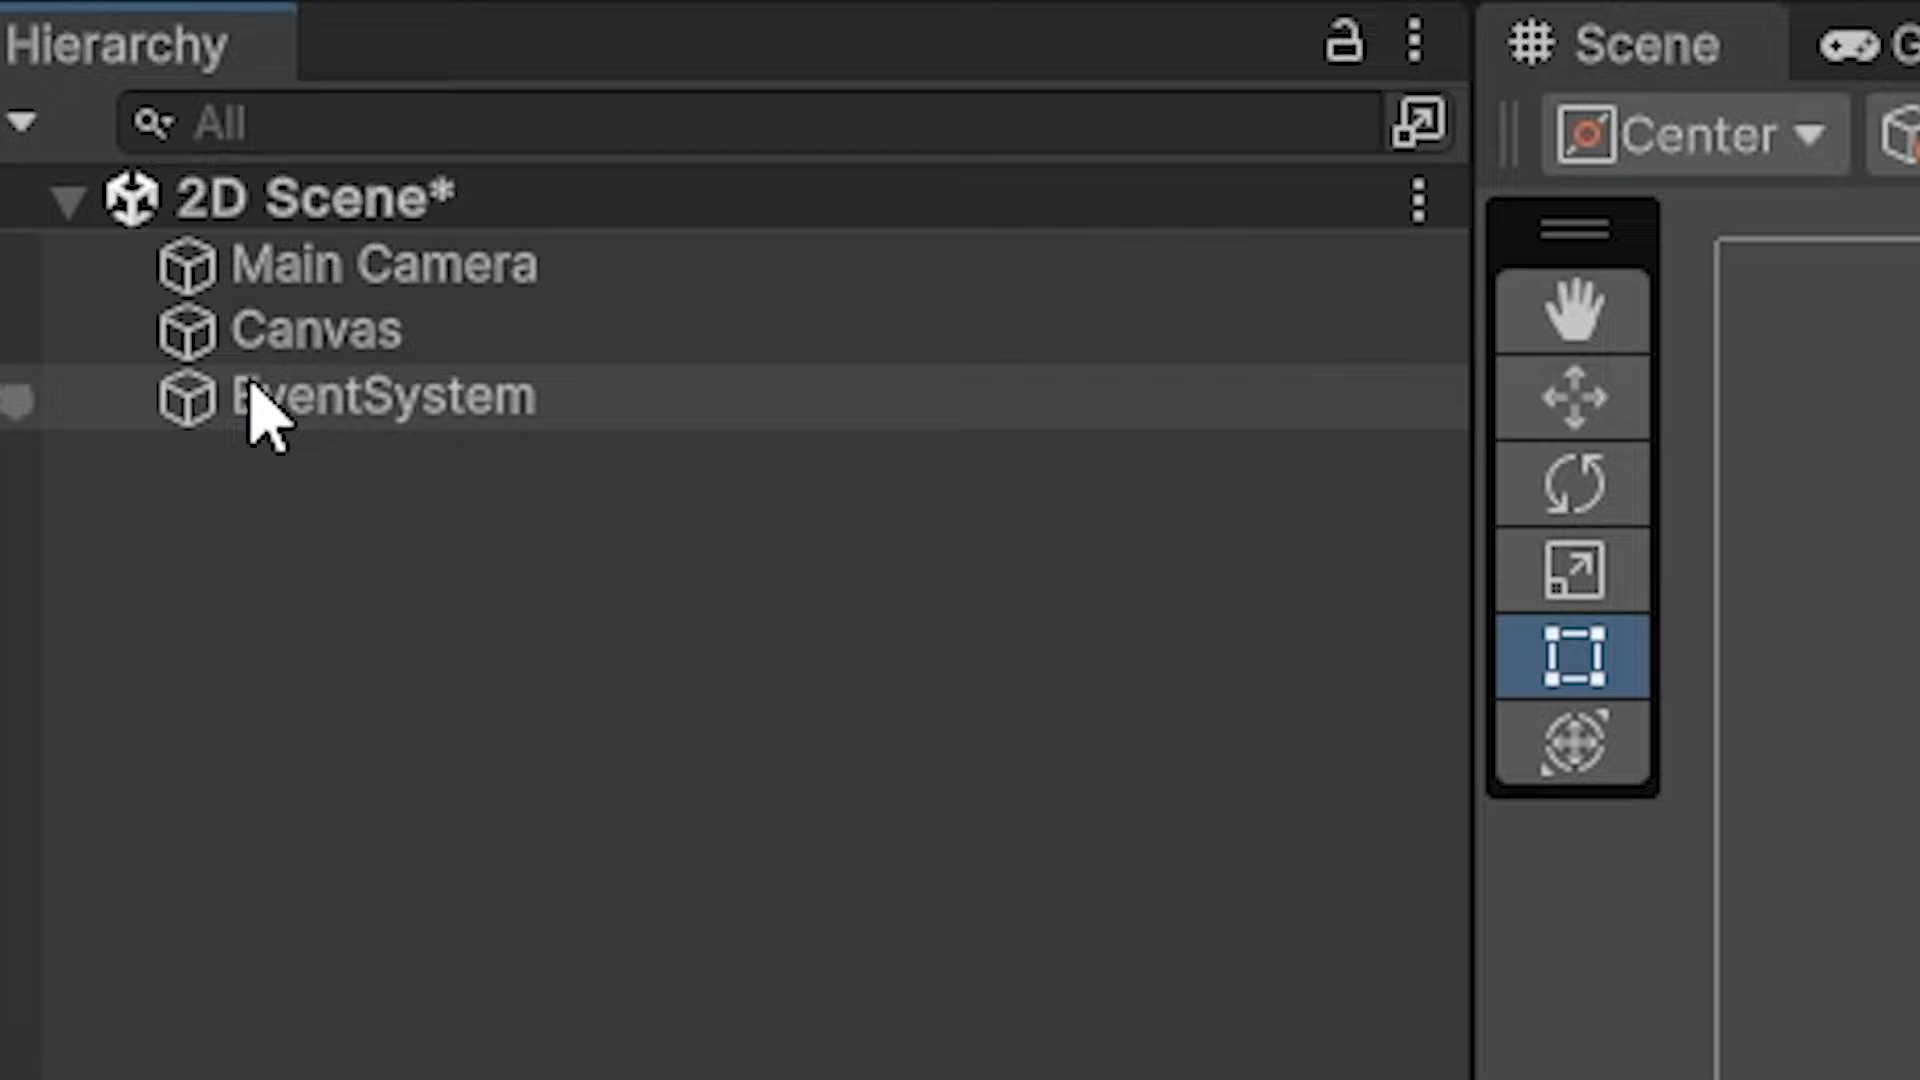 Hierarchy
All
2D Scene*
Main Camera
Canvas
EventSystem
Scene
G
Center